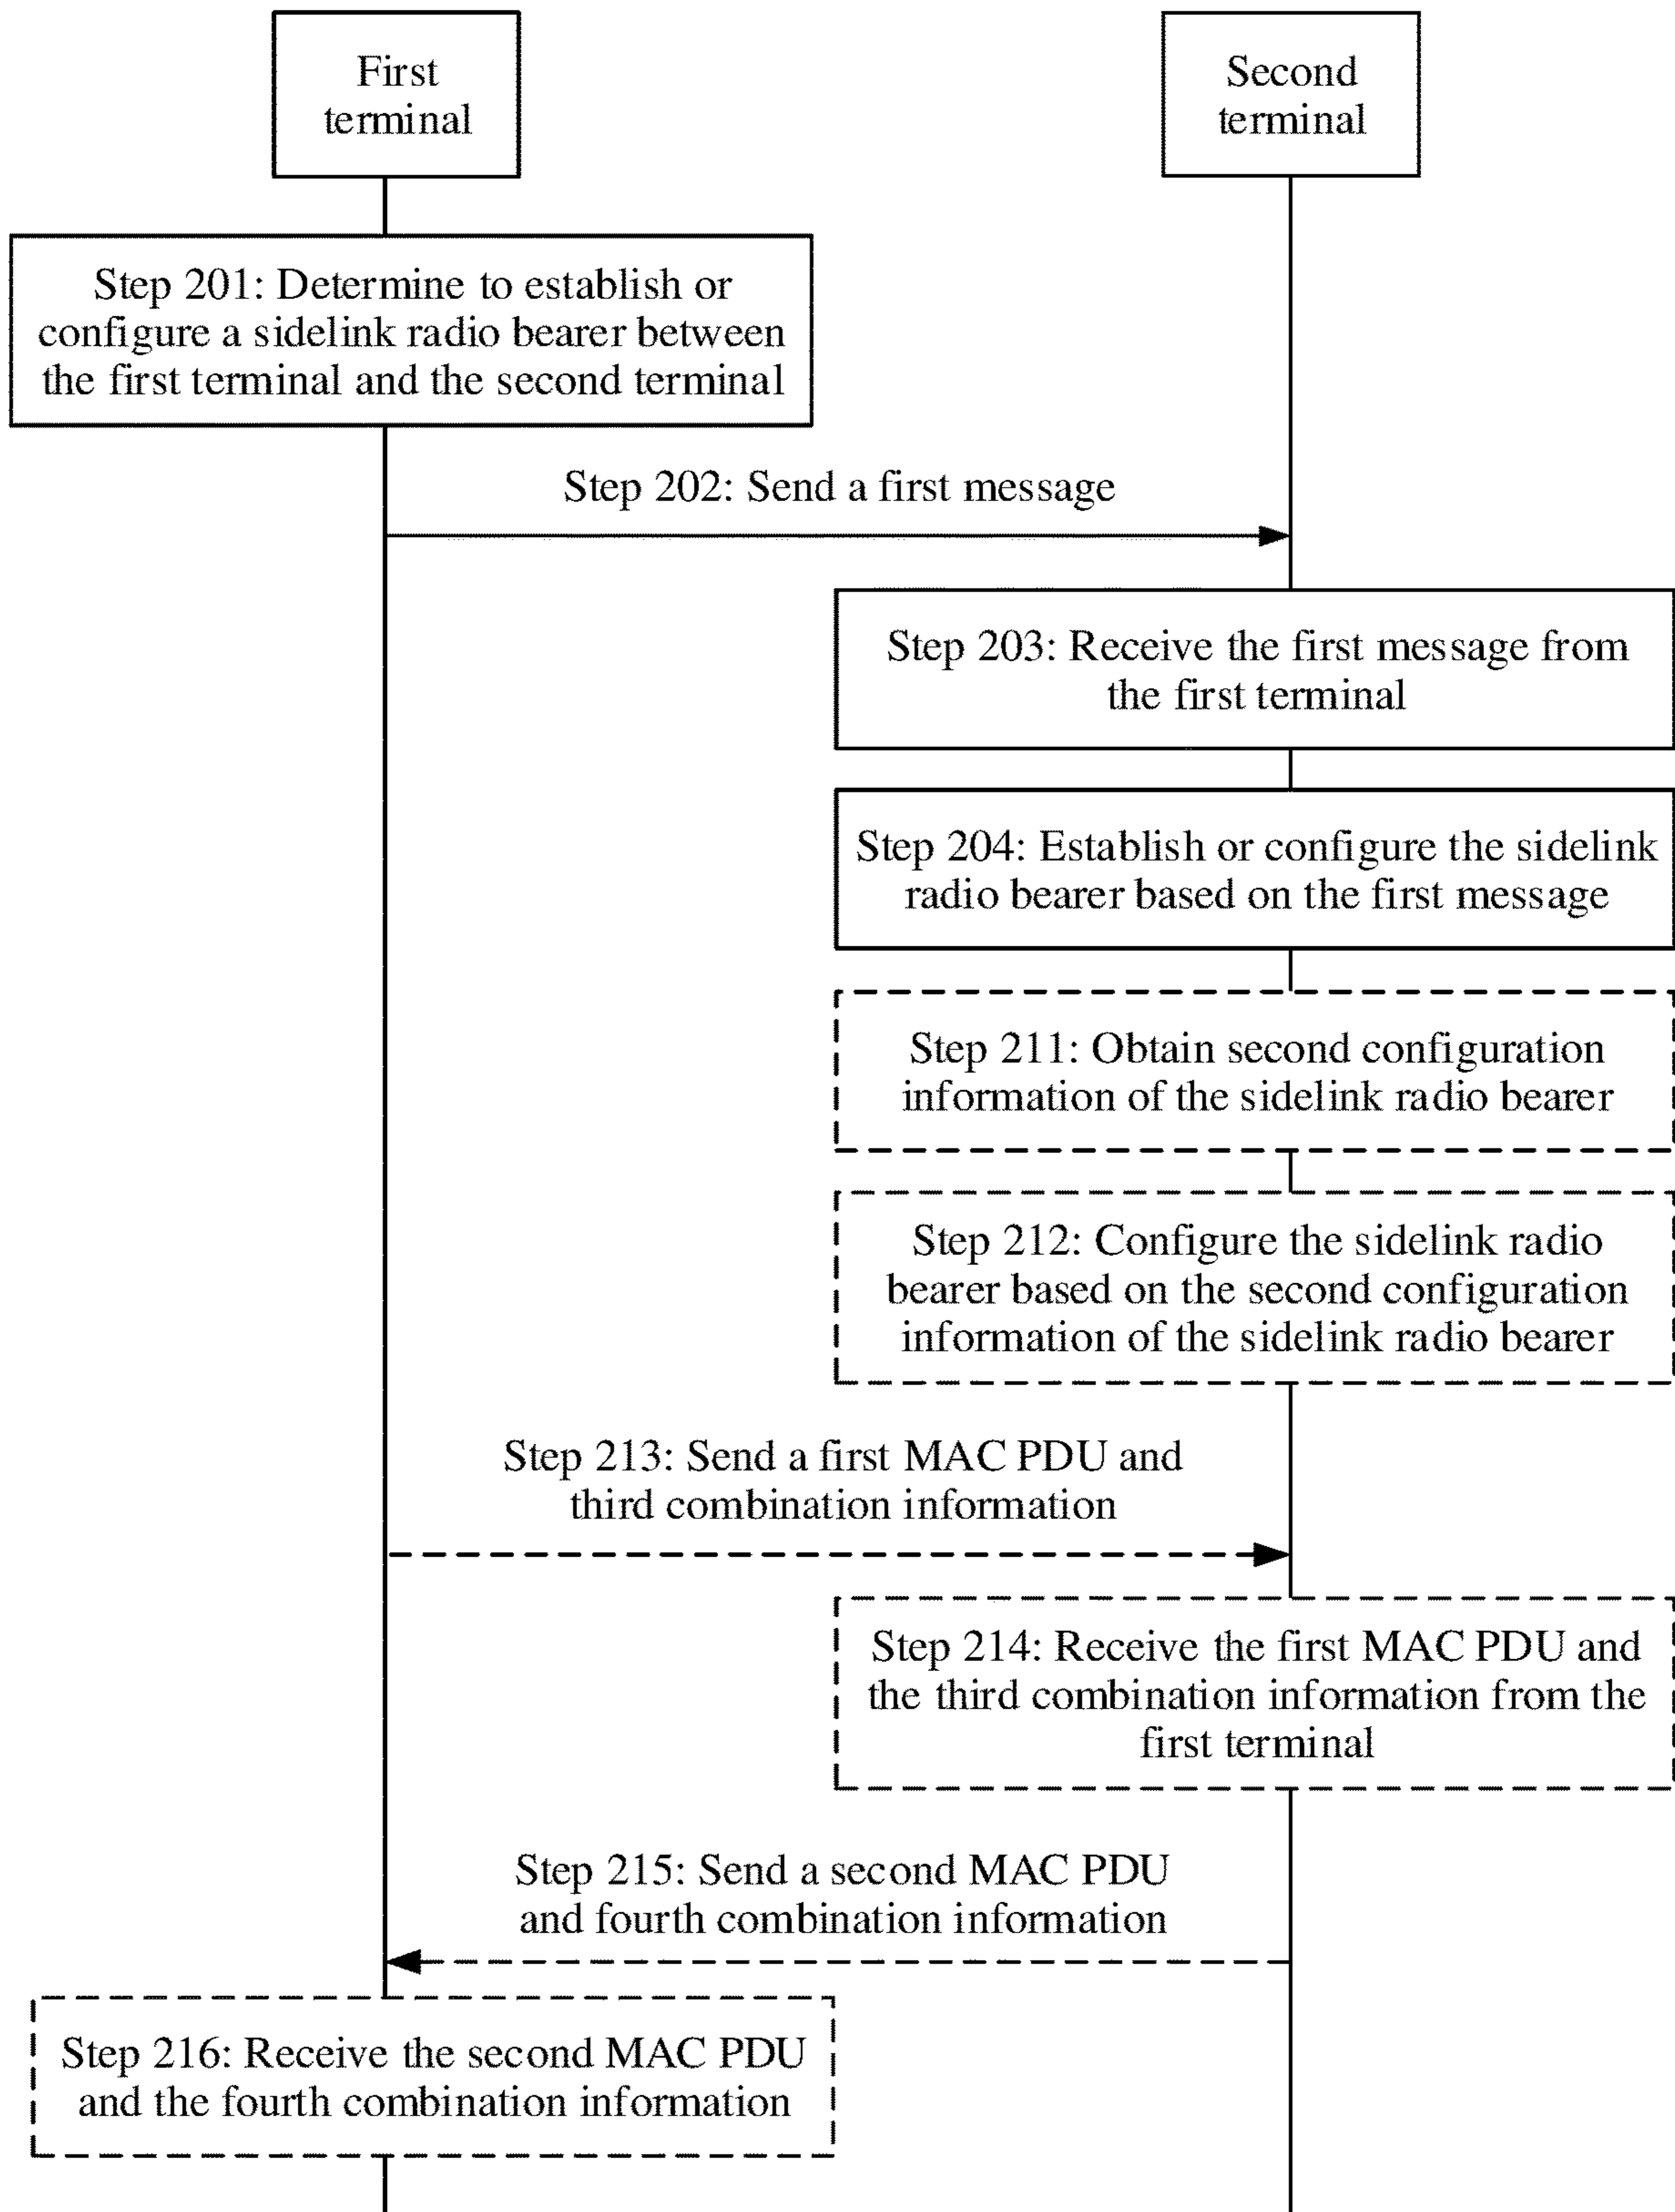 First
terminal
Second
terminal
Step 201: Determine to establish or
configure a sidelink radio bearer between
the first terminal and the second terminal
Step 202: Send a first message
Step 203: Receive the first message from
the first terminal
Step 204: Establish or configure the sidelink
radio bearer based on the first message
Step 211: Obtain second configuration
information of the sidelink radio bearer
Step 212: Configure the sidelink radio
bearer based on the second configuration
information of the sidelink radio bearer
Step 213: Send a first MAC PDU and
third combination information
Step 214: Receive the first MAC PDU and
the third combination information from the
first terminal
Step 215: Send a second MAC PDU
and fourth combination information
Step 216: Receive the second MAC PDU
and the fourth combination information